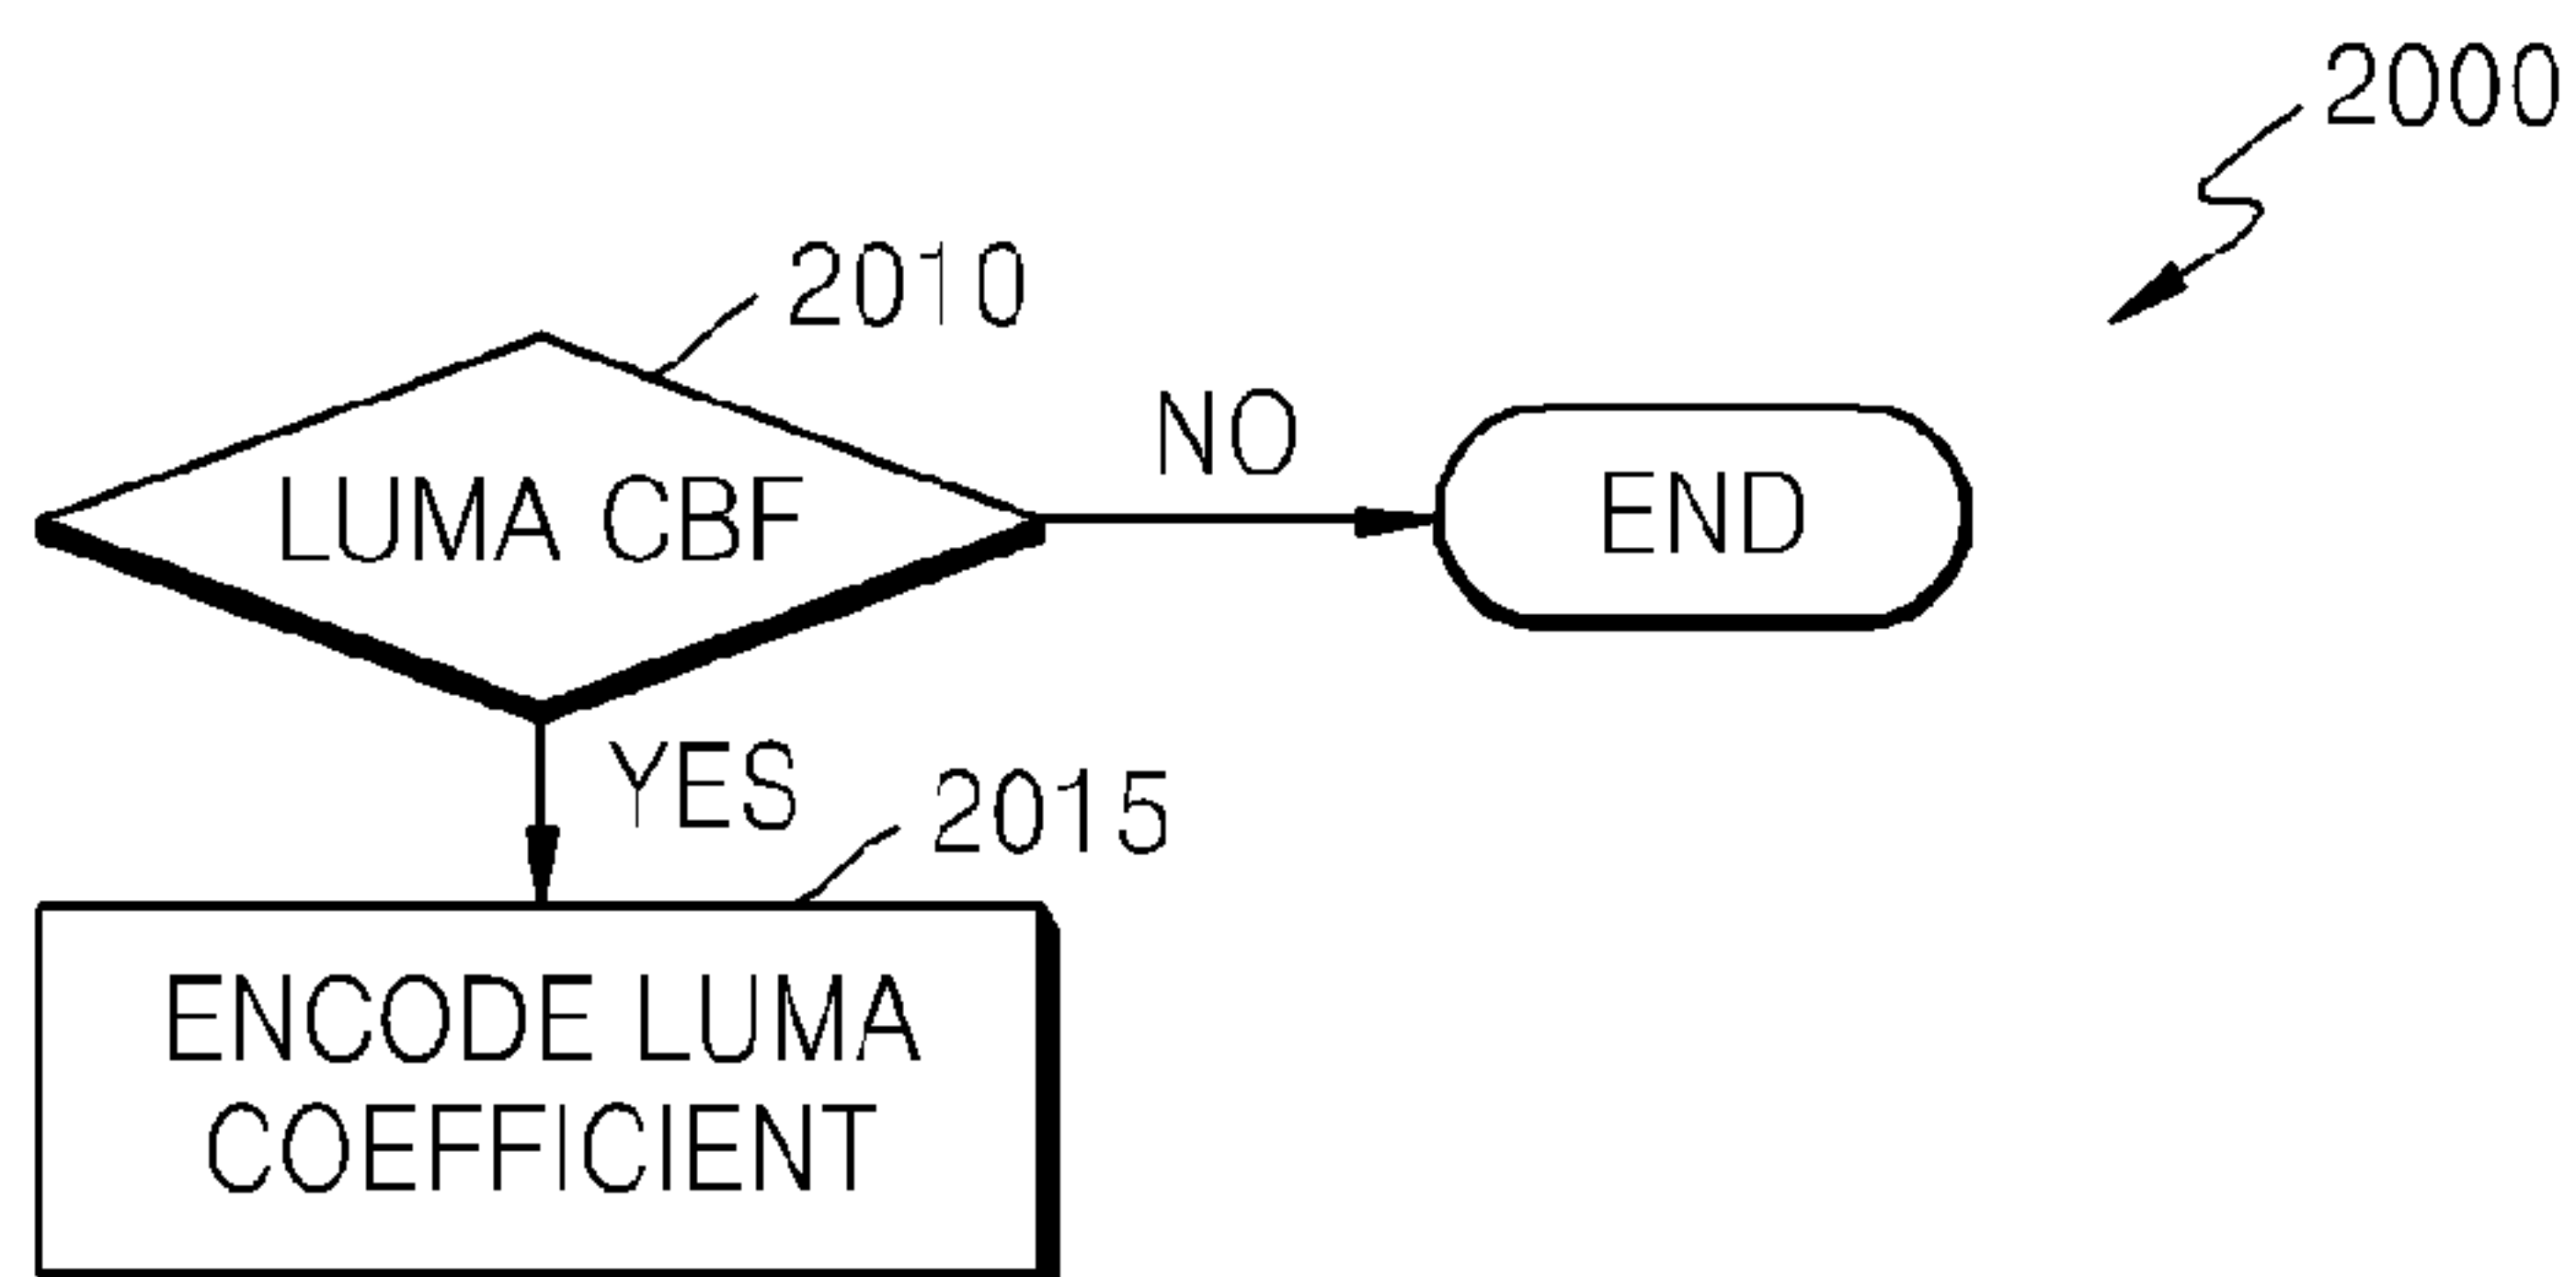 2000
2010
LUMA CBF
NO
END
YES
2015
ENCODE LUMA
COEFFICIENT